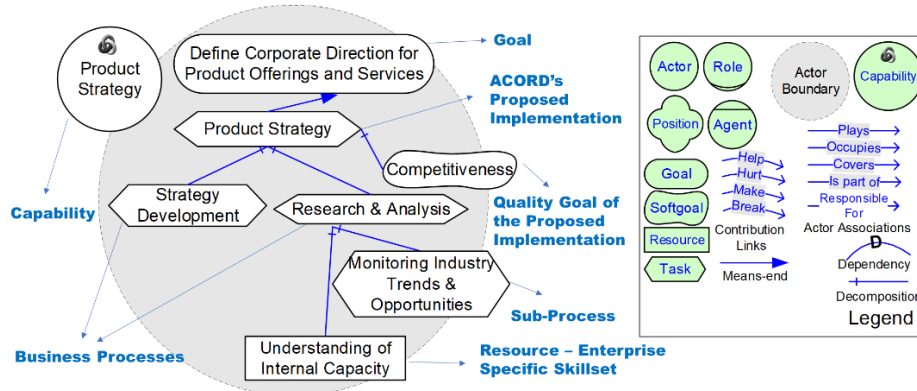 Product
Strategy
Define Corporate Direction for
Product Offerings and Services
Goal
ACORD's
Proposed
Implementation
Product Strategy
Competitiveness
Strategy
Development
Research & Analysis
Capability
Quality Goal of
the Proposed
Implementation
Monitoring Industry
Trends &
Opportunities
Sub-Process
Business Processes
Understanding of
Internal Capacity
Resource – Enterprise
Specific Skillset
Actor
Role
Actor
Boundary
Capability
Position
Agent
Plays
Occupies
Covers
Is part of
Responsible
For
Actor Associations
Goal
Softgoal
Resource
Task
Help
Hurt
Make
Break
Contribution
Links
Means-end
D
Dependency
Decomposition
Legend